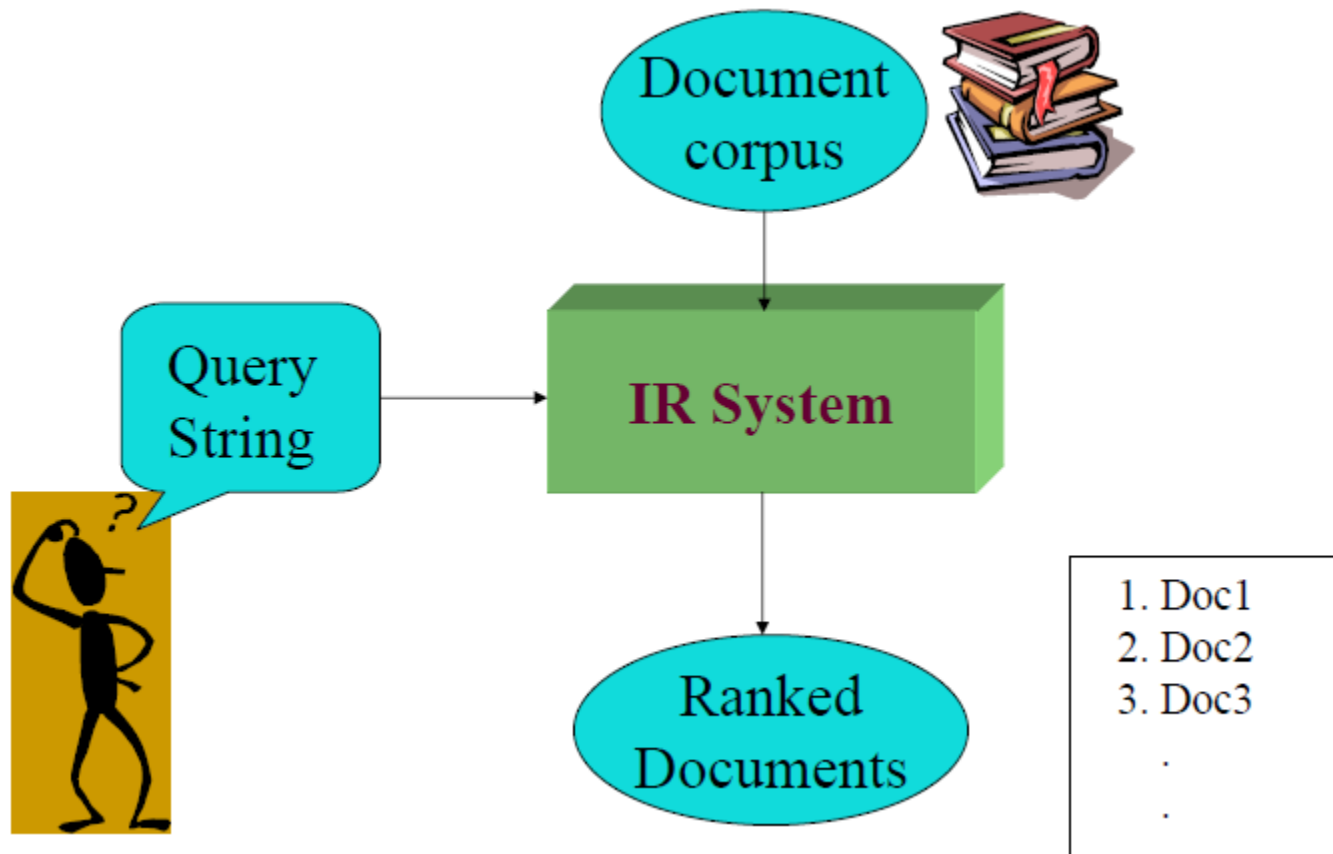 Document
corpus
Query
String
?
IR System
Ranked
Documents
1. Doc1
2. Doc2
3. Doc3
.
.